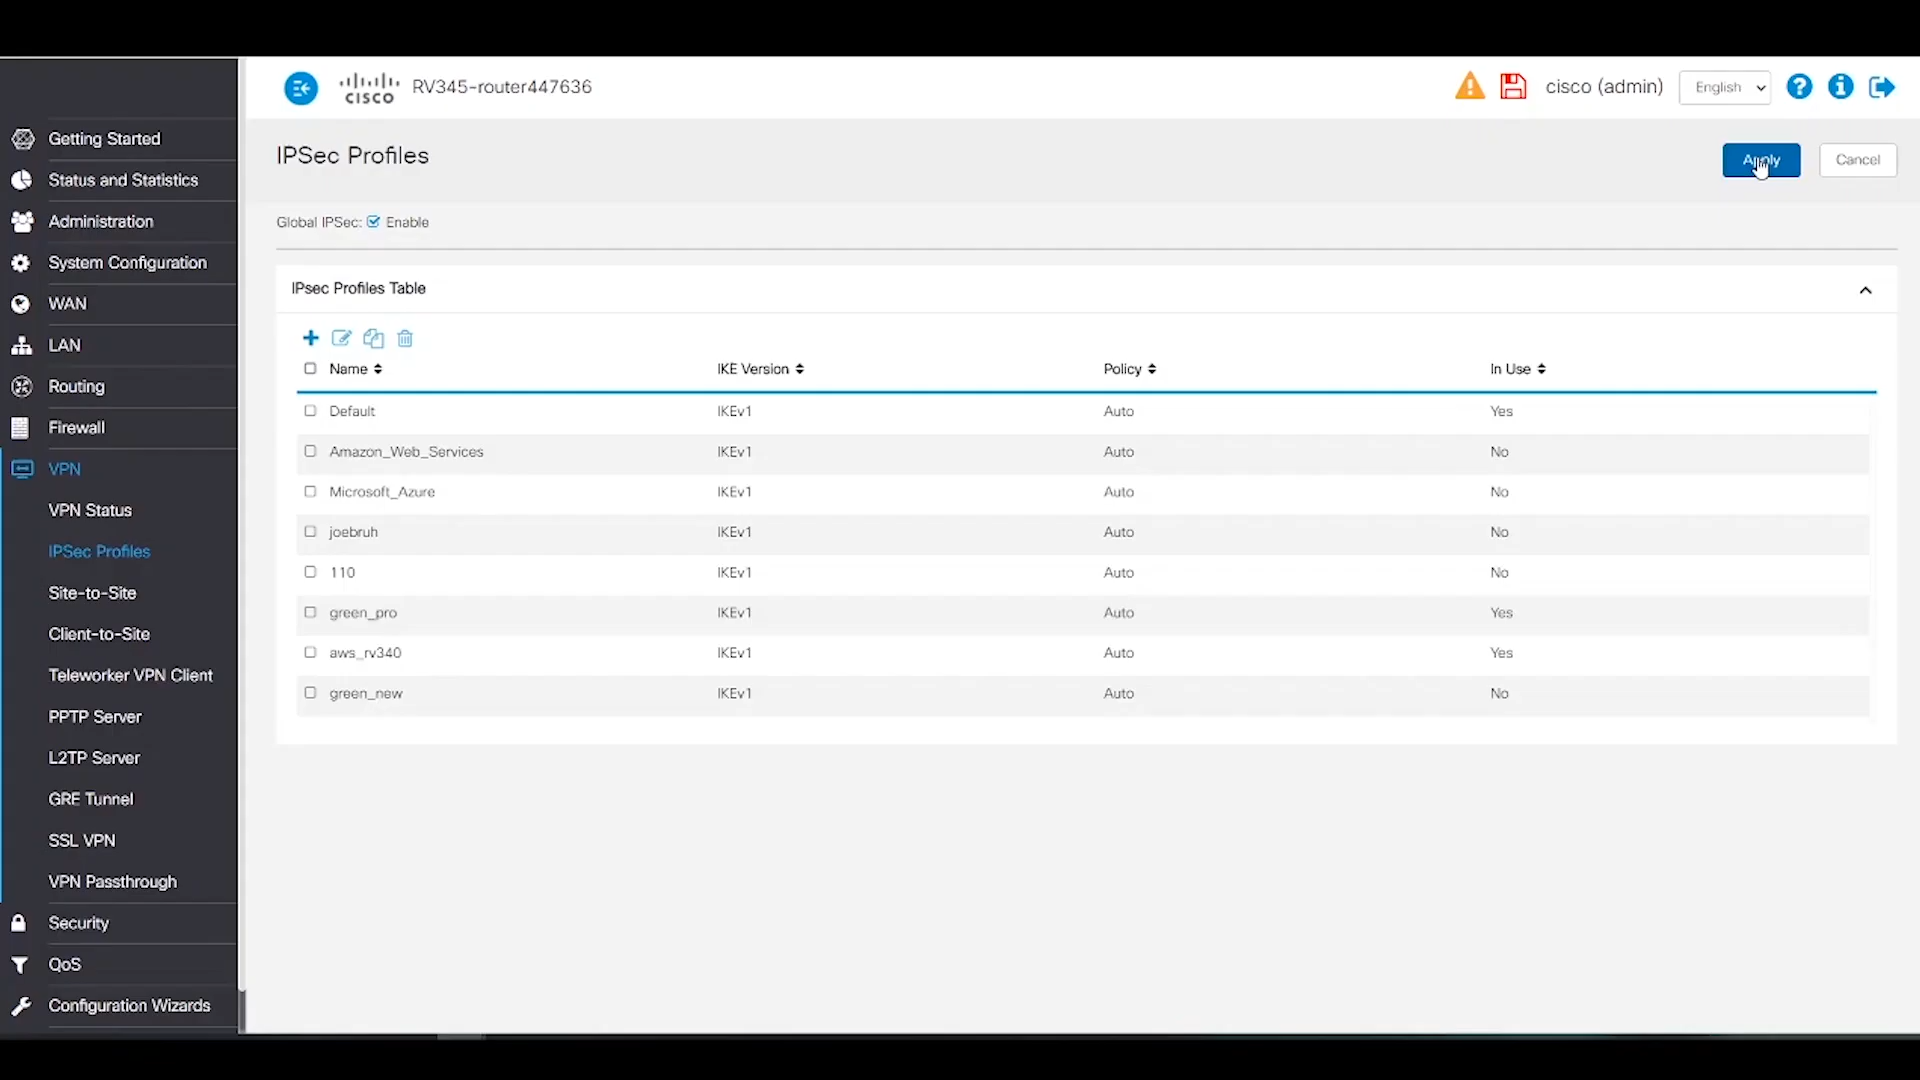 CISCO RV345-router447636
cisco (admin) English
Getting Started
Status and Statistics
Administration
System Configuration
WAN
LAN
Routing
Firewall
VPN
VPN Status
IPSec Profiles
Site-to-Site
Client-to-Site
Teleworker VPN Client
PPTP Server
L2TP Server
GRE Tunnel
SSL VPN
VPN Passthrough
Security
QoS
Configuration Wizards
IPSec Profiles
Apply Cancel
Global IPSec: Enable
IPsec Profiles Table
Name IKE Version Policy In Use
Default IKEv1 Auto Yes
Amazon_Web_Services IKEv1 Auto No
Microsoft_Azure IKEv1 Auto No
joebruh IKEv1 Auto No
110 IKEv1 Auto No
green_pro IKEv1 Auto Yes
aws_rv340 IKEv1 Auto Yes
green_new IKEv1 Auto No